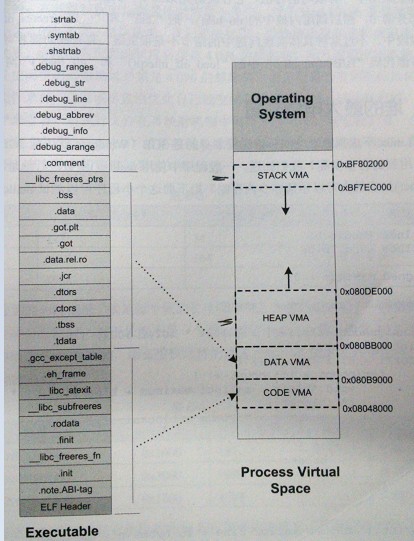 .strtab
.symtab
.shstrtab
.debug_ranges
.debug_str
.debug_line
.debug_abbrev
.debug_info
.debug_arange
.comment
__libc_freeres_ptrs
.bss
.data
.got.plt
.got
.data.rel.ro
.jcr
.dtors
.ctors
.tbss
.tdata
.gcc_except_table
.eh_frame
__libc_atexit
__libc_subfreeres
.rodata
.finit
__libc_freeres_fn
.init
.note.ABI-tag
ELF Header
Executable
Operating
System
0xBF802000
STACK VMA
0xBF7EC000
0x080DE000
HEAP VMA
0x080BB000
DATA VMA
0x080B9000
CODE VMA
0x08048000
Process Virtual
Space